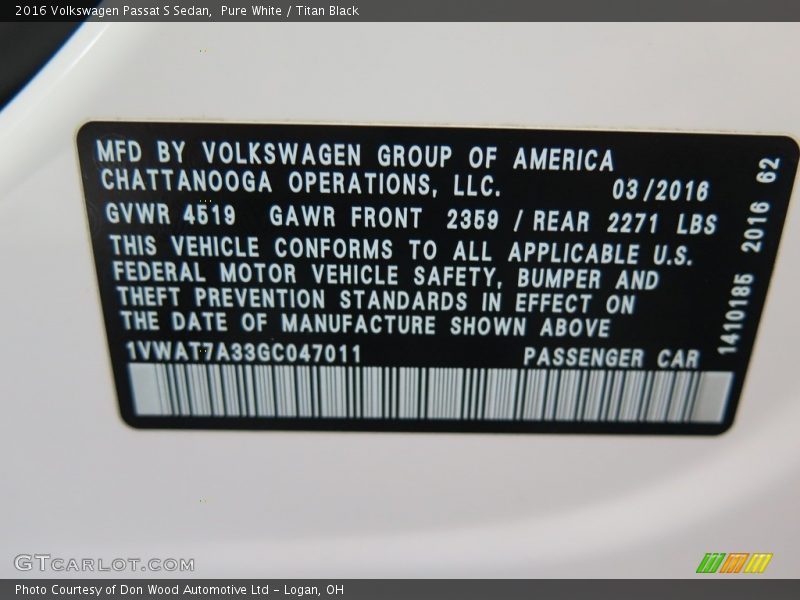 2016 Volkswagen Passat S Sedan,  Pure White / Titan Black
MFD BY VOLKSWAGEN GROUP OF AMERICA
CHATTANOOGA OPERATIONS, LLC. 03/2016
GVWR 4519 GAWR FRONT 2359 / REAR 2271 LBS
THIS VEHICLE CONFORMS TO ALL APPLICABLE U.S.
FEDERAL MOTOR VEHICLE SAFETY, BUMPER AND
THEFT PREVENTION STANDARDS IN EFFECT ON
THE DATE OF MANUFACTURE SHOWN ABOVE
1VWAT7A33GC047011 PASSENGER CAR
1410185 2016 62
GTCARLOT.COM
Photo Courtesy of Don Wood Automotive Ltd - Logan, OH